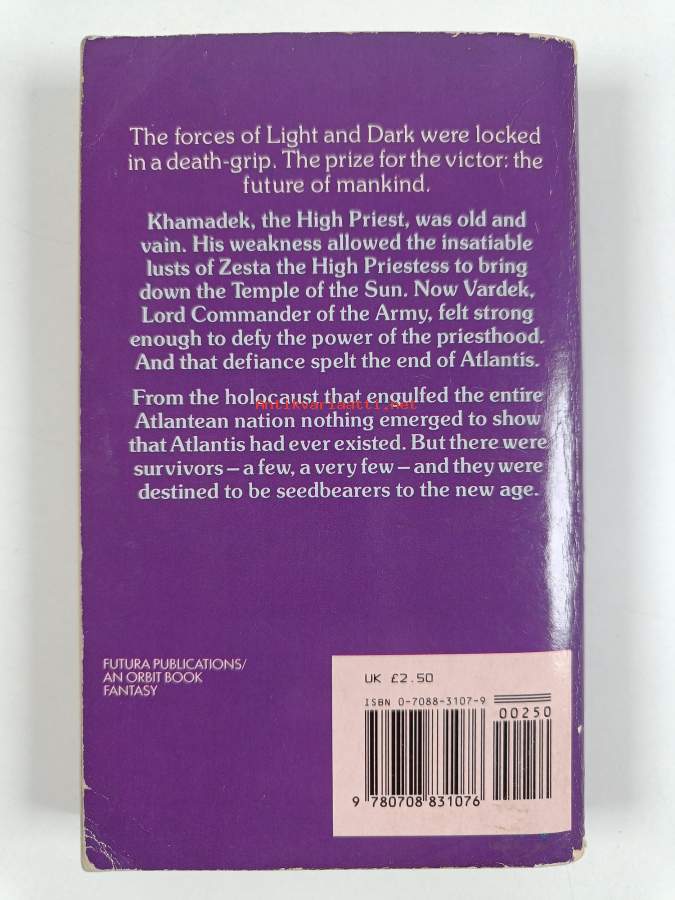 The forces of Light and Dark were locked
in a death-grip. The prize for the victor: the
future of mankind.
Khamadek, the High Priest, was old and
vain. His weakness allowed the insatiable
lusts of Zesta the High Priestess to bring
down the Temple of the Sun. Now Vardek,
Lord Commander of the Army, felt strong
enough to defy the power of the priesthood.
And that defiance spelt the end of Atlantis.
From the holocaust that engulfed the entire
Antikvariaatti.net
Atlantean nation nothing emerged to show
that Atlantis had ever existed. But there were
survivors – a few, a very few – and they were
destined to be seedbearers to the new age.
FUTURA PUBLICATIONS/
AN ORBIT BOOK
FANTASY
UK £2.50
ISBN 0-7088-3107-9
00250
9 780708 831076